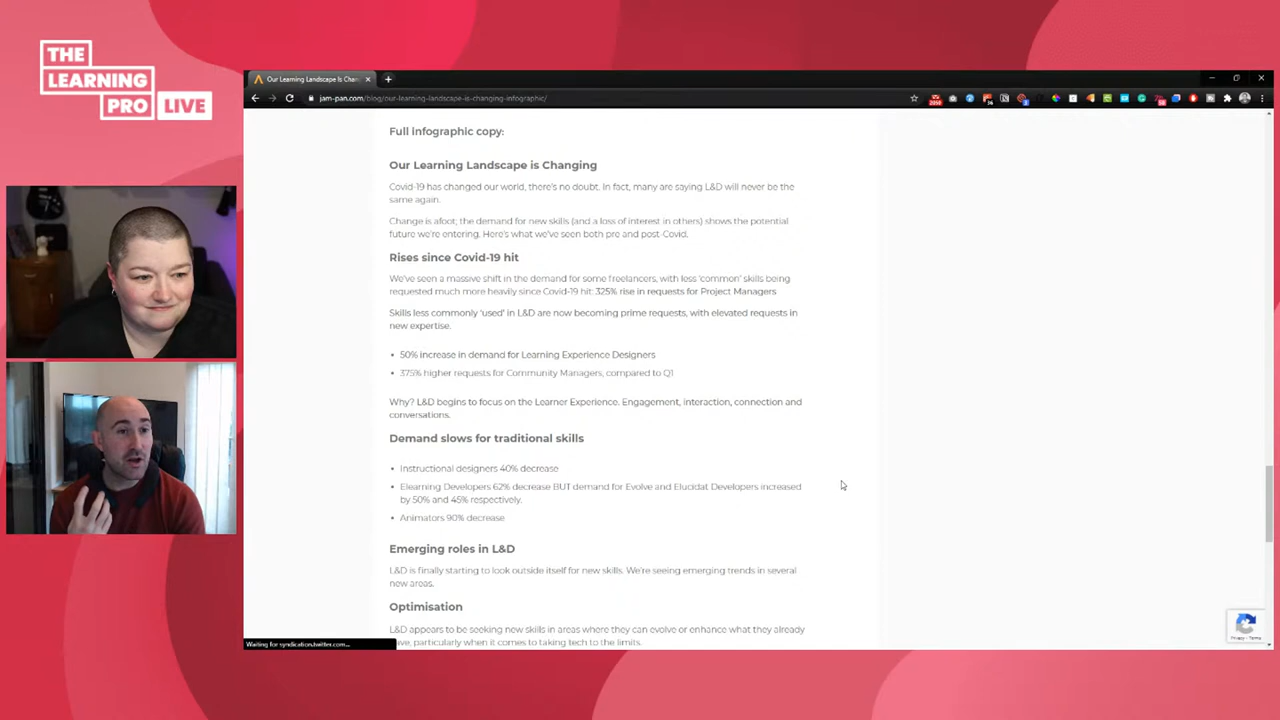 THE
LEARNING
PRO LIVE
Our Learning Landscape Is Chan
jam-pan.com/blog/our-learning-landscape-is-changing-infographic/
Full infographic copy:
Our Learning Landscape is Changing
Covid-19 has changed our world, there's no doubt. In fact, many are saying L&D will never be the
same again.
Change is afoot; the demand for new skills (and a loss of interest in others) shows the potential
future we're entering. Here's what we've seen both pre and post-Covid.
Rises since Covid-19 hit
We've seen a massive shift in the demand for some freelancers, with less 'common' skills being
requested much more heavily since Covid-19 hit: 325% rise in requests for Project Managers
Skills less commonly 'used' in L&D are now becoming prime requests, with elevated requests in
new expertise.
• 50% increase in demand for Learning Experience Designers
• 375% higher requests for Community Managers, compared to Q1
Why? L&D begins to focus on the Learner Experience. Engagement, interaction, connection and
conversations.
Demand slows for traditional skills
• Instructional designers 40% decrease
• Elearning Developers 62% decrease BUT demand for Evolve and Elucidat Developers increased
by 50% and 45% respectively.
• Animators 90% decrease
Emerging roles in L&D
L&D is finally starting to look outside itself for new skills. We're seeing emerging trends in several
new areas.
Optimisation
L&D appears to be seeking new skills in areas where they can evolve or enhance what they already
have, particularly when it comes to taking tech to the limits.
Waiting for syndication.twitter.com...
Privacy - Terms